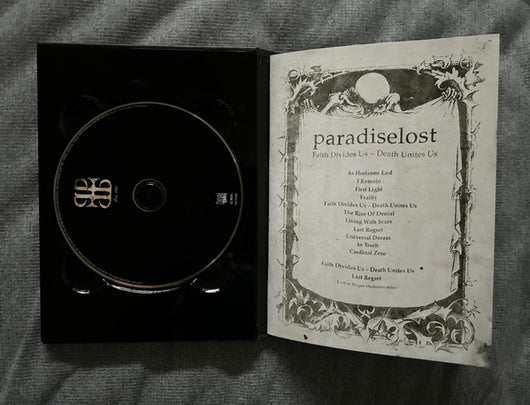 paradiselost
Faith Divides Us – Death Unites Us
As Horizons End
I Remain
First Light
Frailty
Faith Divides Us – Death Unites Us
The Rise Of Denial
Living With Scars
Last Regret
Universal Dream
In Truth
Cardinal Zero
Faith Divides Us – Death Unites Us
Last Regret